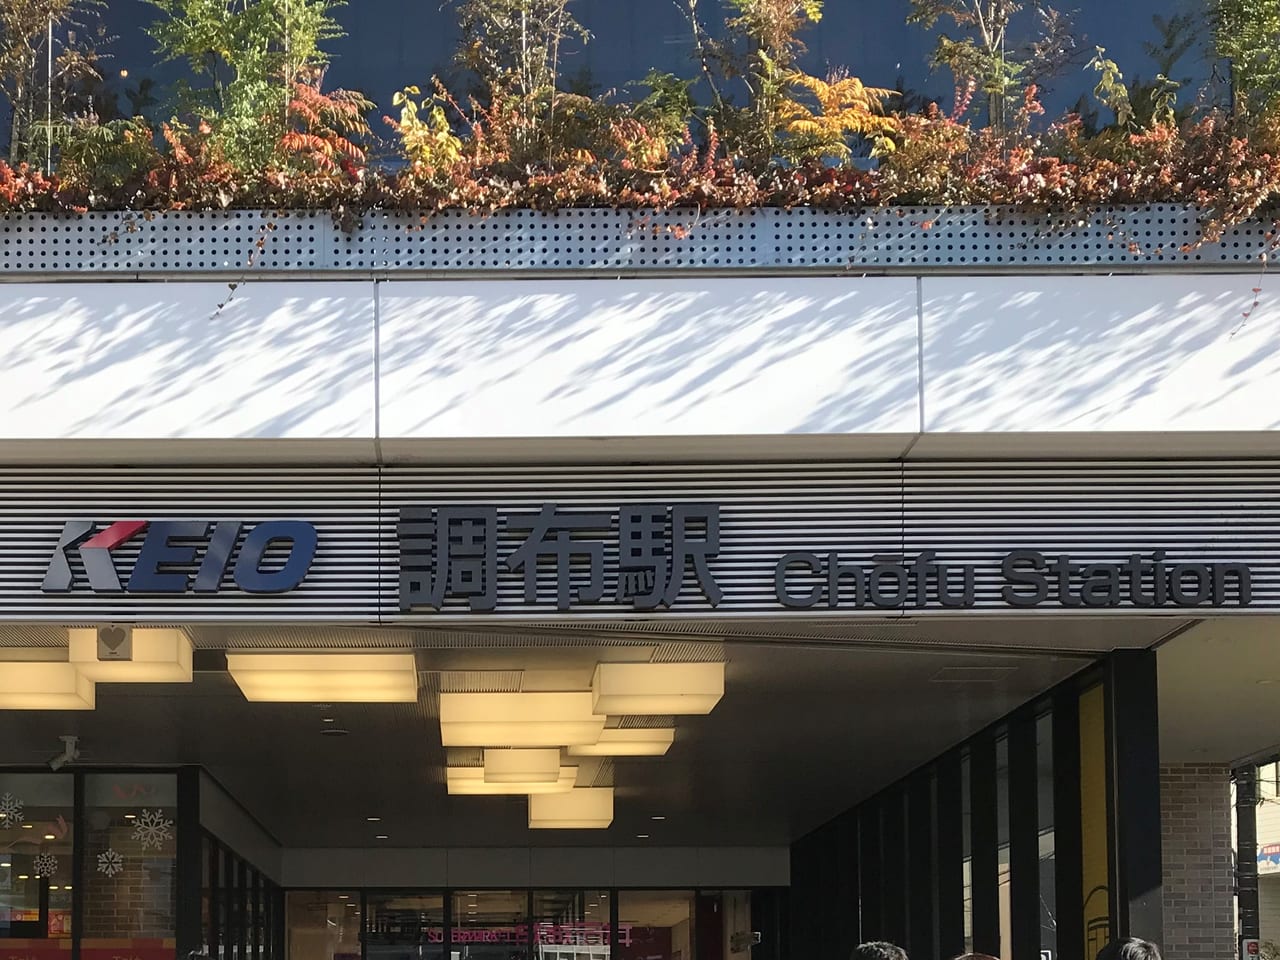 KEIO 調布駅 Chōfu Station